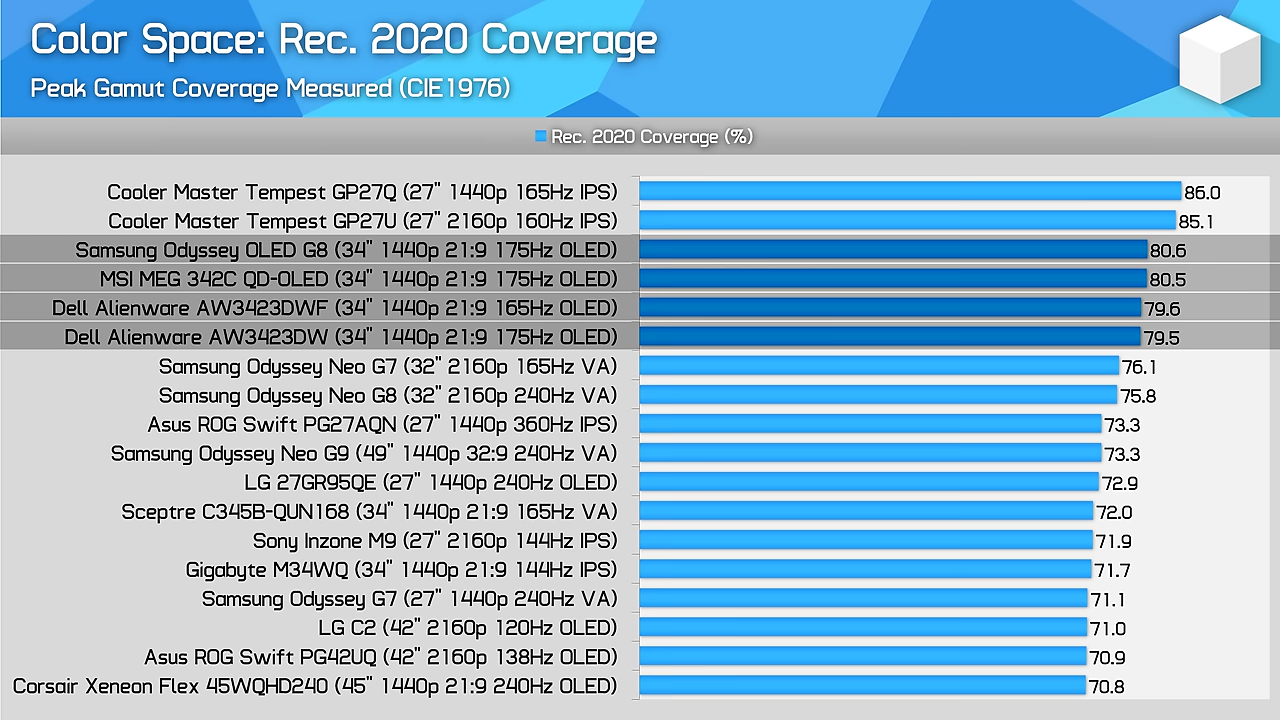 Color Space: Rec. 2020 Coverage
Peak Gamut Coverage Measured (CIE1976)
Rec. 2020 Coverage (%)
Cooler Master Tempest GP27Q (27" 1440p 165Hz IPS) 86.0
Cooler Master Tempest GP27U (27" 2160p 160Hz IPS) 85.1
Samsung Odyssey OLED G8 (34" 1440p 21:9 175Hz OLED) 80.6
MSI MEG 342C QD-OLED (34" 1440p 21:9 175Hz OLED) 80.5
Dell Alienware AW3423DWF (34" 1440p 21:9 165Hz OLED) 79.6
Dell Alienware AW3423DW (34" 1440p 21:9 175Hz OLED) 79.5
Samsung Odyssey Neo G7 (32" 2160p 165Hz VA) 76.1
Samsung Odyssey Neo G8 (32" 2160p 240Hz VA) 75.8
Asus ROG Swift PG27AQN (27" 1440p 360Hz IPS) 73.3
Samsung Odyssey Neo G9 (49" 1440p 32:9 240Hz VA) 73.3
LG 27GR95QE (27" 1440p 240Hz OLED) 72.9
Sceptre C345B-QUN168 (34" 1440p 21:9 165Hz VA) 72.0
Sony Inzone M9 (27" 2160p 144Hz IPS) 71.9
Gigabyte M34WQ (34" 1440p 21:9 144Hz IPS) 71.7
Samsung Odyssey G7 (27" 1440p 240Hz VA) 71.1
LG C2 (42" 2160p 120Hz OLED) 71.0
Asus ROG Swift PG42UQ (42" 2160p 138Hz OLED) 70.9
Corsair Xeneon Flex 45WQHD240 (45" 1440p 21:9 240Hz OLED) 70.8